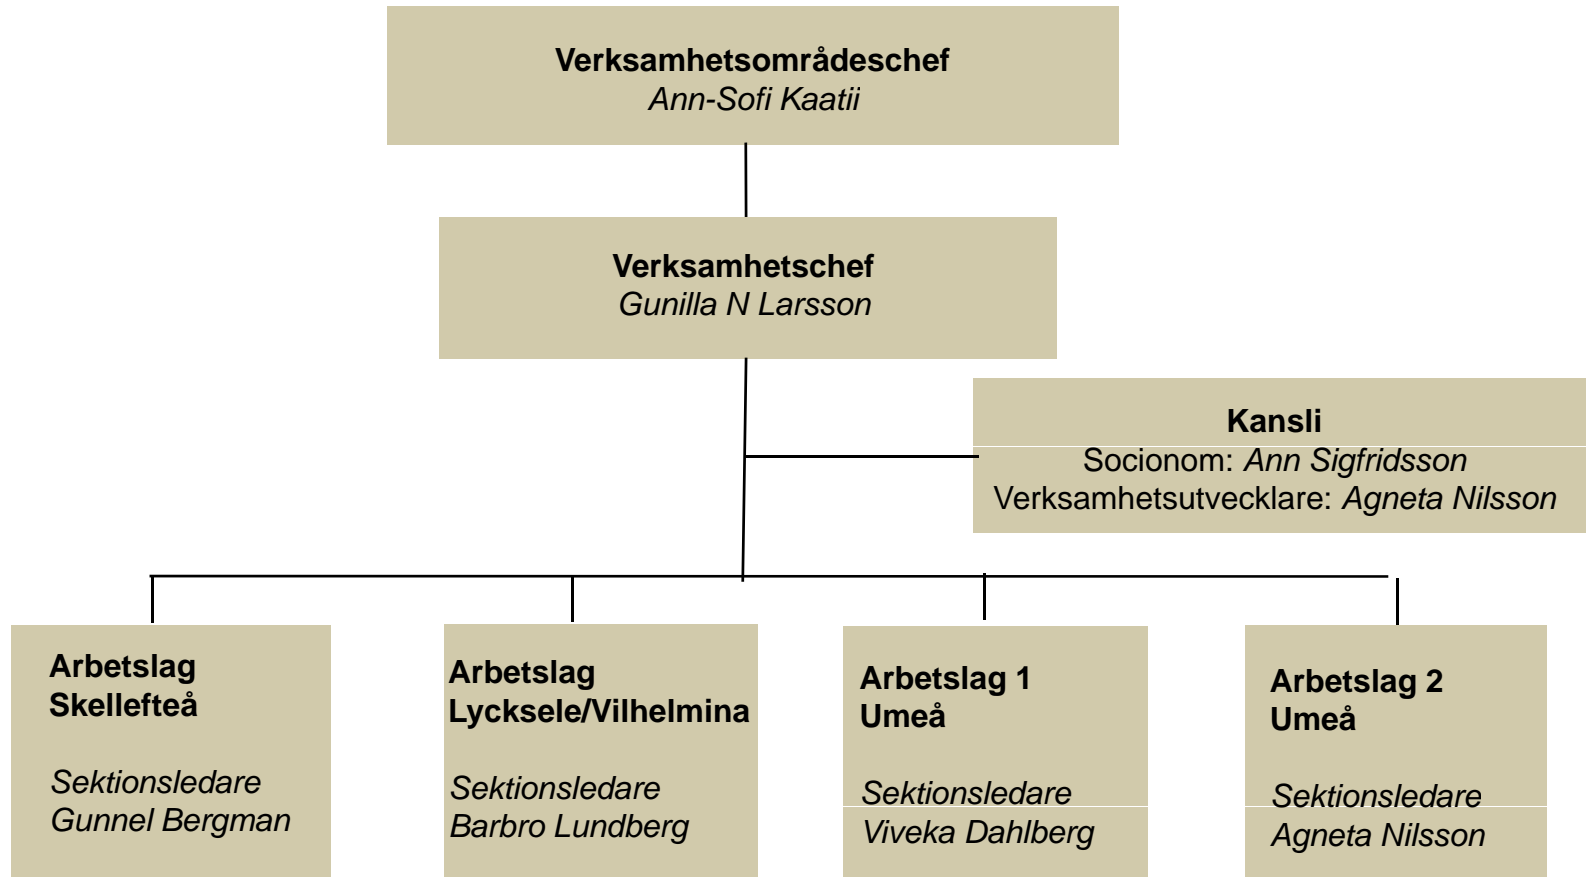 Verksamhetsområdeschef
Ann-Sofi Kaatii
Verksamhetschef
Gunilla N Larsson
Kansli
Socionom: Ann Sigfridsson
Verksamhetsutvecklare: Agneta Nilsson
Arbetslag
Skellefteå
Sektionsledare
Gunnel Bergman
Arbetslag
Lycksele/Vilhelmina
Sektionsledare
Barbro Lundberg
Arbetslag 1
Umeå
Sektionsledare
Viveka Dahlberg
Arbetslag 2
Umeå
Sektionsledare
Agneta Nilsson